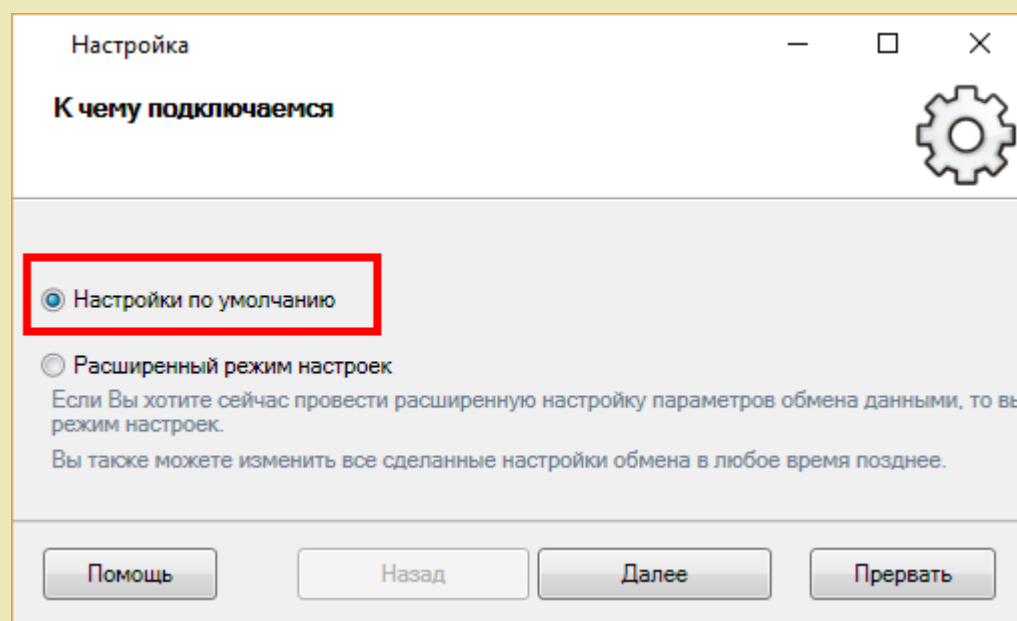 Настройка
К чему подключаемся
Настройки по умолчанию
Расширенный режим настроек
Если Вы хотите сейчас провести расширенную настройку параметров обмена данными, то
режим настроек.
Вы также можете изменить все сделанные настройки обмена в любое время позднее.
Помощь
Назад
Далее
Прервать